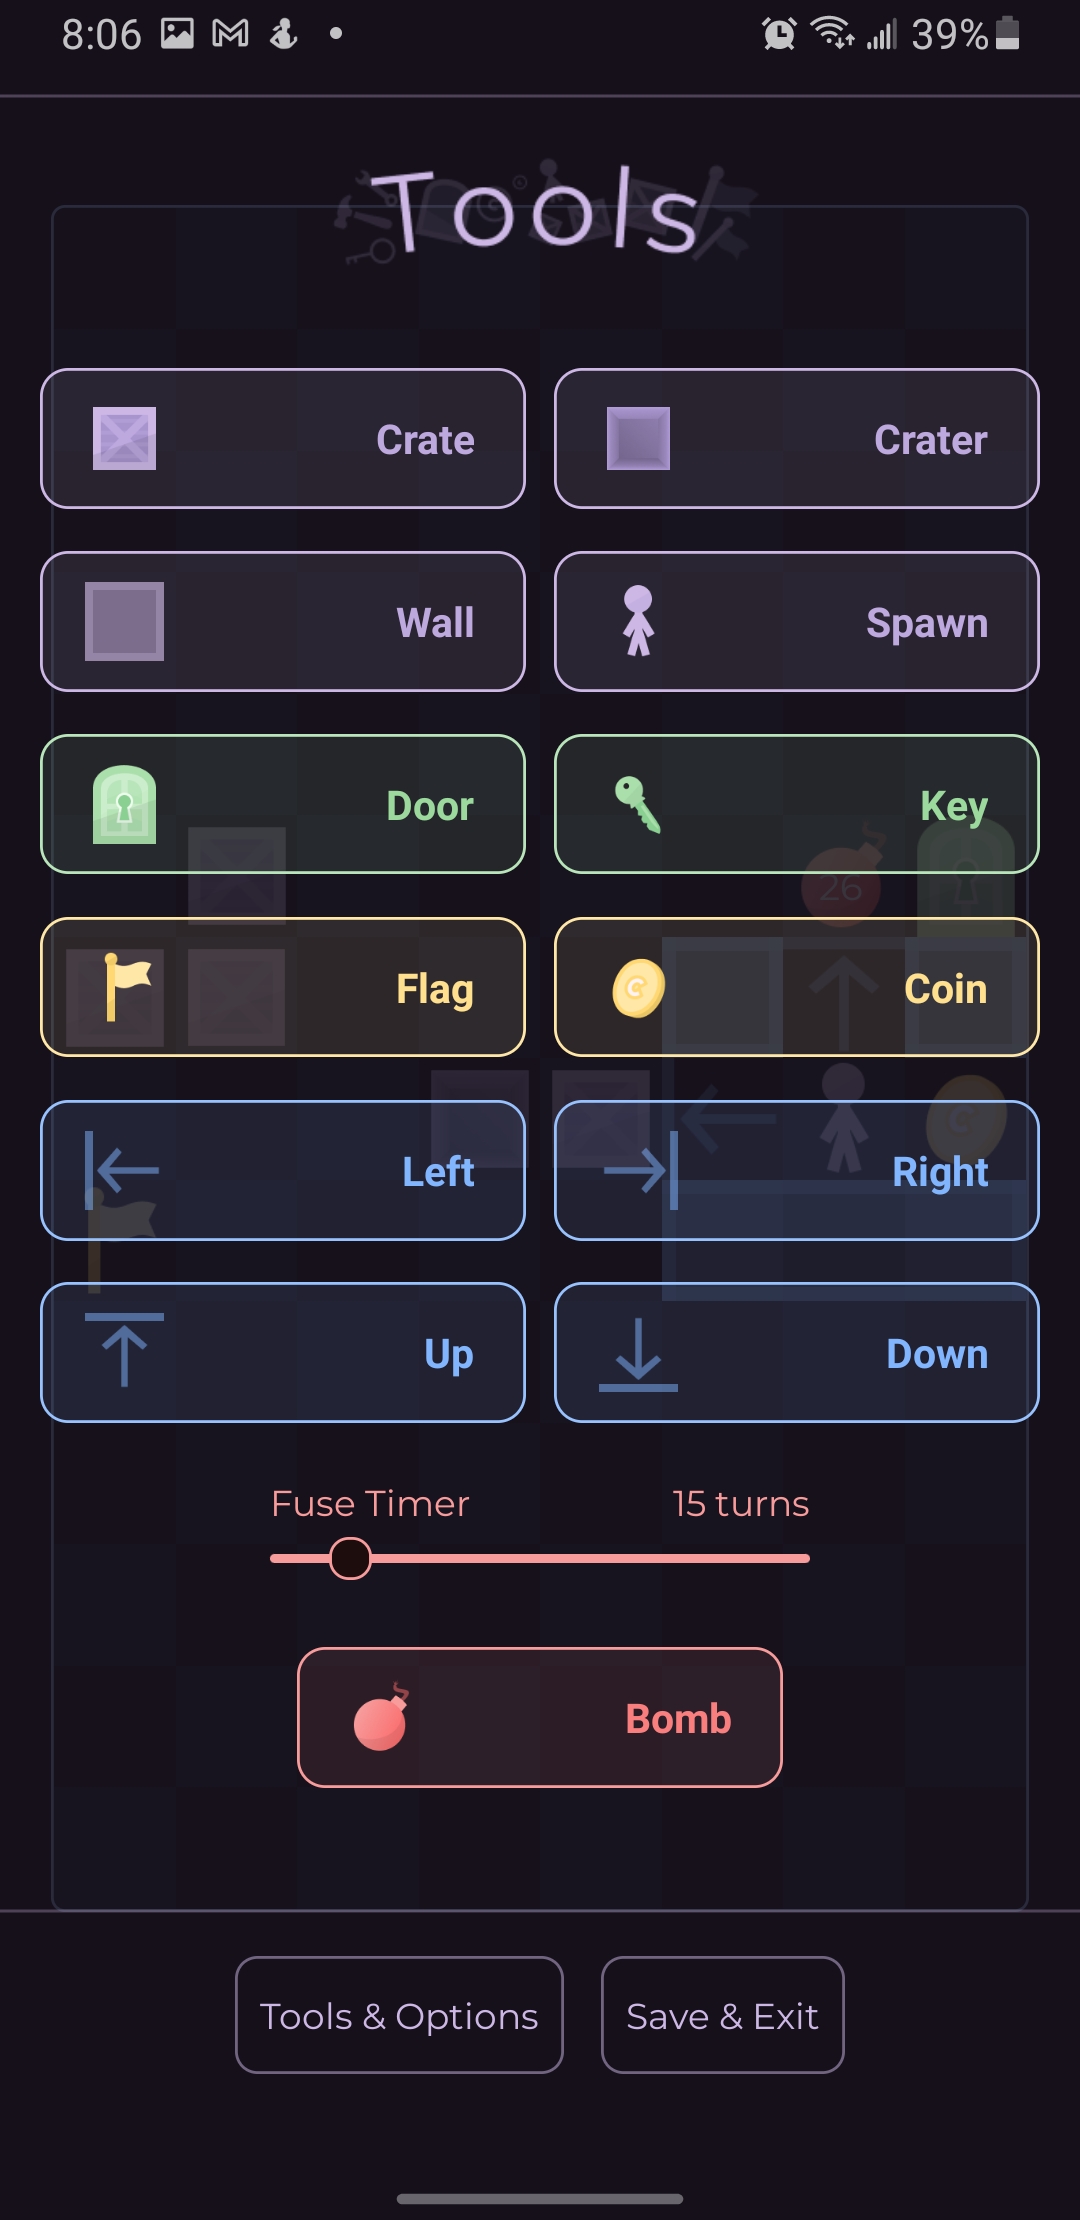 8:06 39%
Tools
Crate Crater
Wall Spawn
Door Key
26
Flag Coin
Left Right
Up Down
Fuse Timer 15 turns
Bomb
Tools & Options Save & Exit